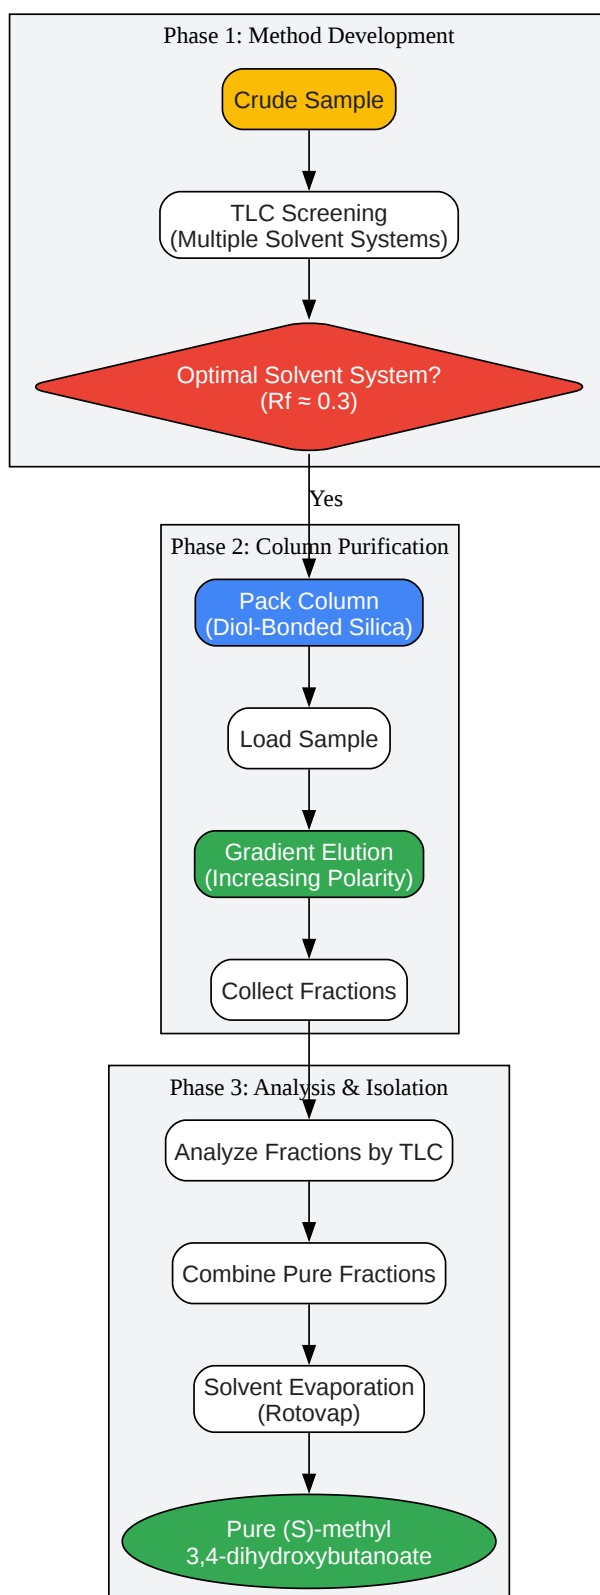 Phase 1: Method Development
Crude Sample
TLC Screening
(Multiple Solvent Systems)
Optimal Solvent System?
(Rf ≈ 0.3)
Yes
Phase 2: Column Purification
Pack Column
(Diol-Bonded Silica)
Load Sample
Gradient Elution
(Increasing Polarity)
Collect Fractions
Phase 3: Analysis & Isolation
Analyze Fractions by TLC
Combine Pure Fractions
Solvent Evaporation
(Rotovap)
Pure (S)-methyl
3,4-dihydroxybutanoate